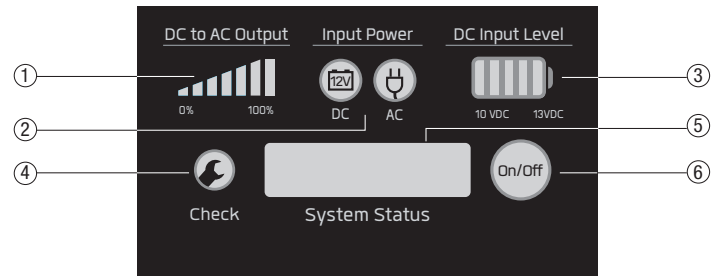 DC to AC Output
Input Power
DC Input Level
1
12V
3
0% 100%
DC
AC
10 VDC 13VDC
2
5
4
On/Off
6
Check
System Status